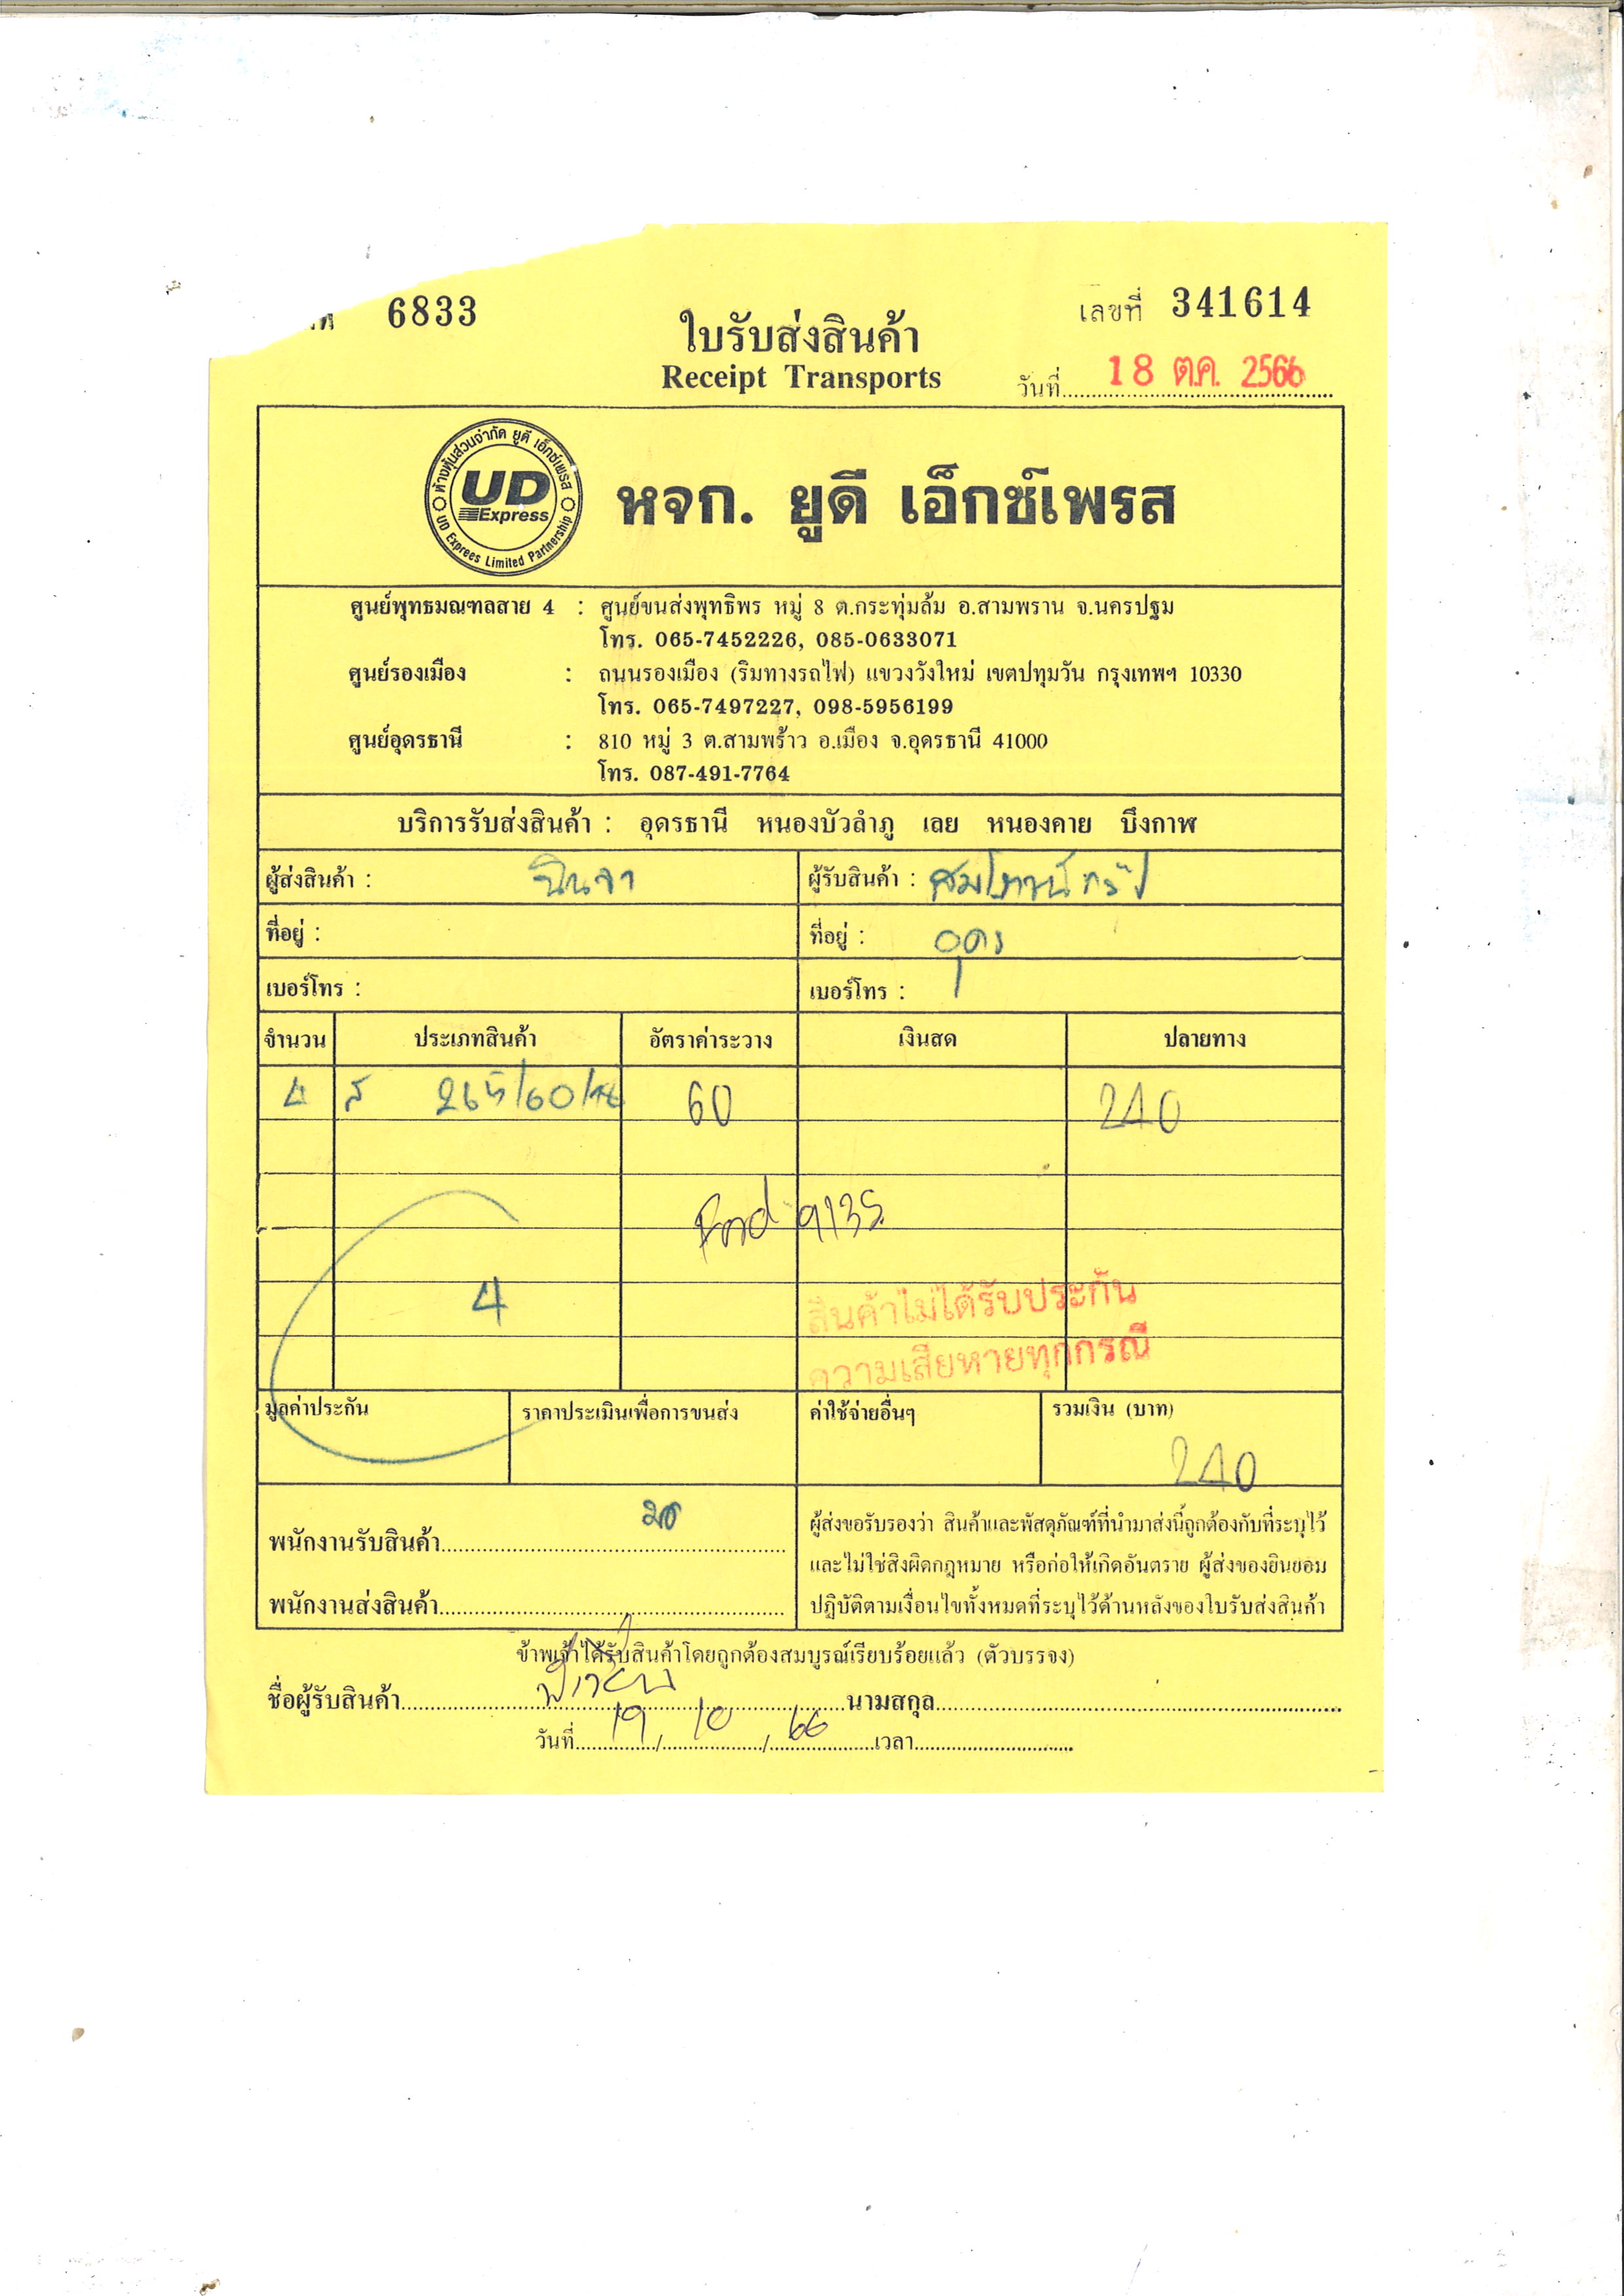 6833
เลขที่ 341614
ใบรับส่งสินค้า
Receipt Transports
วันที่ 18 ต.ค. 2566
ห้างหุ้นส่วนจำกัด ยูดี เอ็กซ์เพรส
UD
Express
UD Exprees Limited Partnership
หจก. ยูดี เอ็กซ์เพรส
ศูนย์พุทธมณฑลสาย 4 : ศูนย์ขนส่งพุทธิพร หมู่ 8 ต.กระทุ่มล้ม อ.สามพราน จ.นครปฐม
โทร. 065-7452226, 085-0633071
ศูนย์รองเมือง : ถนนรองเมือง (ริมทางรถไฟ) แขวงวังใหม่ เขตปทุมวัน กรุงเทพฯ 10330
โทร. 065-7497227, 098-5956199
ศูนย์อุดรธานี : 810 หมู่ 3 ต.สามพร้าว อ.เมือง จ.อุดรธานี 41000
โทร. 087-491-7764
บริการรับส่งสินค้า : อุดรธานี หนองบัวลำภู เลย หนองคาย บึงกาฬ
ผู้ส่งสินค้า : นินจา ผู้รับสินค้า :
ที่อยู่ : ที่อยู่ : อุดร
เบอร์โทร : เบอร์โทร :
จำนวน ประเภทสินค้า อัตราค่าระวาง เงินสด ปลายทาง
4 ส 265/60/18 60 240
9135
4
สินค้าไม่ได้รับประกัน
ความเสียหายทุกกรณี
มูลค่าประกัน ราคาประเมินเพื่อการขนส่ง ค่าใช้จ่ายอื่นๆ รวมเงิน (บาท)
240
พนักงานรับสินค้า
พนักงานส่งสินค้า
ผู้ส่งขอรับรองว่า สินค้าและพัสดุภัณฑ์ที่นำมาส่งนี้ถูกต้องกับที่ระบุไว้
และไม่ใช่สิ่งผิดกฎหมาย หรือก่อให้เกิดอันตราย ผู้ส่งของยินยอม
ปฏิบัติตามเงื่อนไขทั้งหมดที่ระบุไว้ด้านหลังของใบรับส่งสินค้า
ข้าพเจ้าได้รับสินค้าโดยถูกต้องสมบูรณ์เรียบร้อยแล้ว (ตัวบรรจง)
ชื่อผู้รับสินค้า นามสกุล
วันที่ 19 / 10 / 66 เวลา